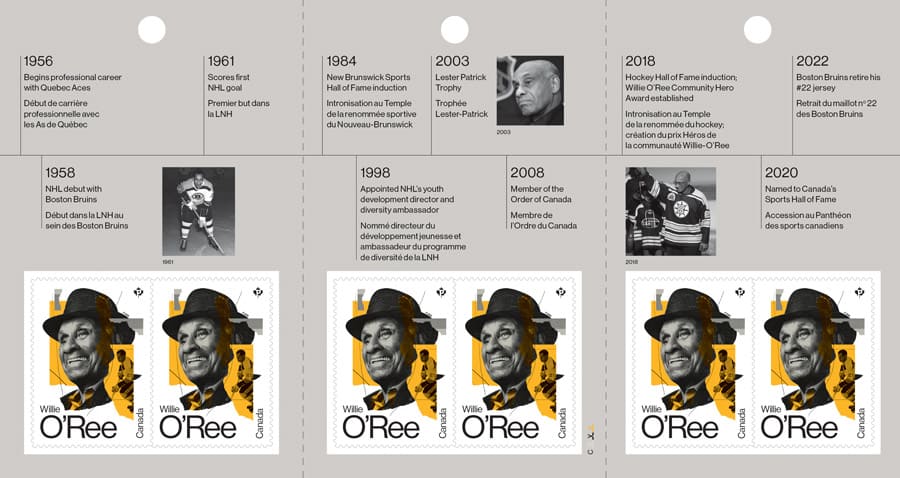 1956
Begins professional career
with Quebec Aces
Début de carrière
professionnelle avec
les As de Québec
1961
Scores first
NHL goal
Premier but dans
la LNH
1958
NHL debut with
Boston Bruins
Début dans la LNH au
sein des Boston Bruins
1961
1984
New Brunswick Sports
Hall of Fame induction
Intronisation au Temple
de la renommée sportive
du Nouveau-Brunswick
2003
Lester Patrick
Trophy
Trophée
Lester-Patrick
2003
1998
Appointed NHL's youth
development director and
diversity ambassador
Nommé directeur du
développement jeunesse et
ambassadeur du programme
de diversité de la LNH
2008
Member of the
Order of Canada
Membre de
l'Ordre du Canada
2018
Hockey Hall of Fame induction;
Willie O'Ree Community Hero
Award established
Intronisation au Temple
de la renommée du hockey;
création du prix Héros de
la communauté Willie-O'Ree
2022
Boston Bruins retire his
#22 jersey
Retrait du maillot nº 22
des Boston Bruins
2018
2020
Named to Canada's
Sports Hall of Fame
Accession au Panthéon
des sports canadiens
P
Willie
O'Ree
Canada
P
Willie
O'Ree
Canada
P
Willie
O'Ree
Canada
P
Willie
O'Ree
Canada
P
Willie
O'Ree
Canada
P
Willie
O'Ree
Canada